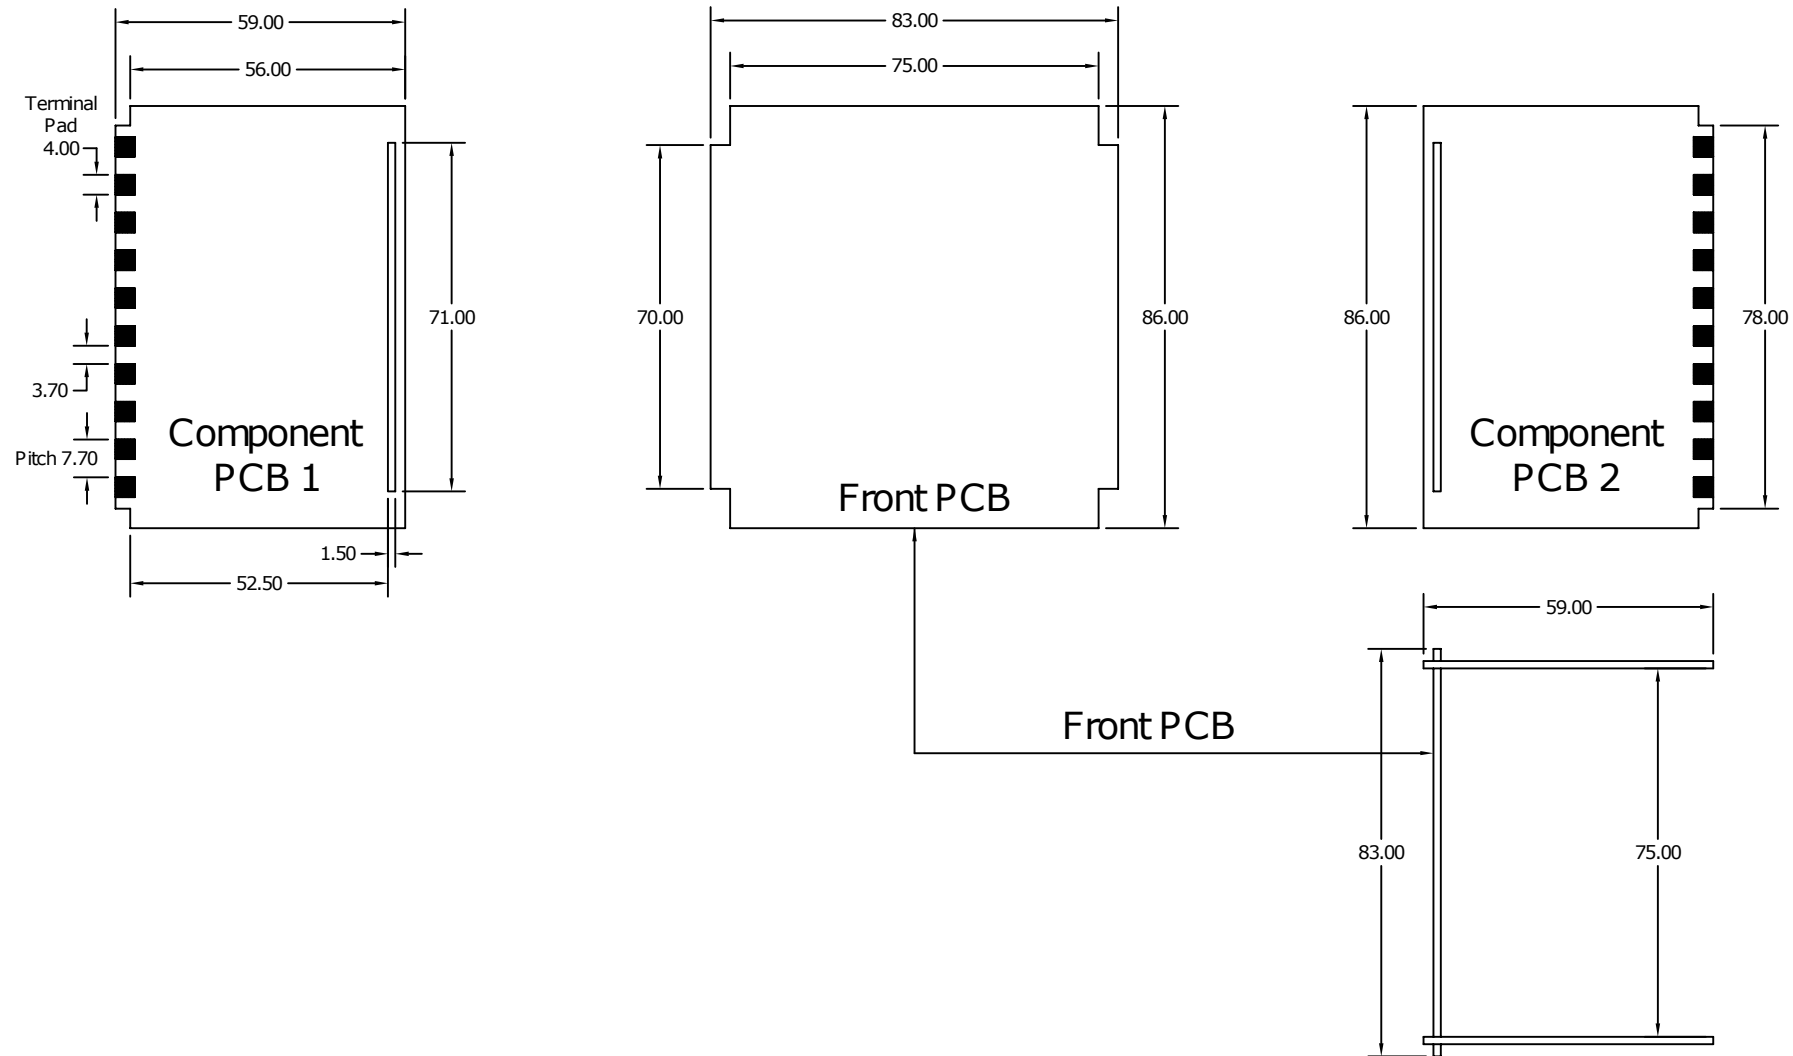 59.00
56.00
Terminal
Pad
4.00
3.70
Pitch 7.70
71.00
Component
PCB 1
1.50
52.50
83.00
75.00
70.00
86.00
Front PCB
86.00
78.00
Component
PCB 2
59.00
Front PCB
83.00
75.00